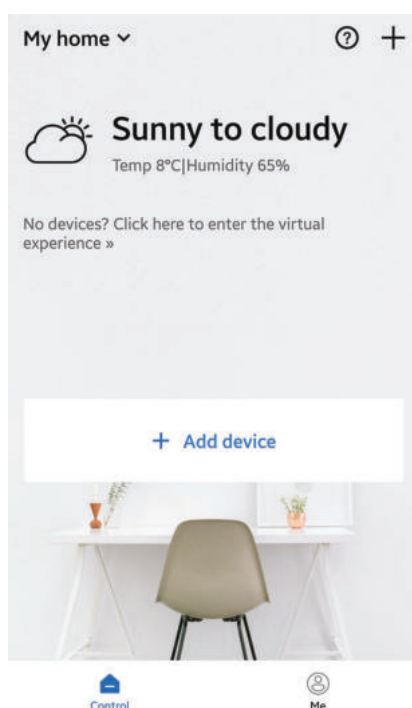 My home
Sunny to cloudy
Temp 8°C|Humidity 65%
No devices? Click here to enter the virtual
experience »
+ Add device
Control
Me